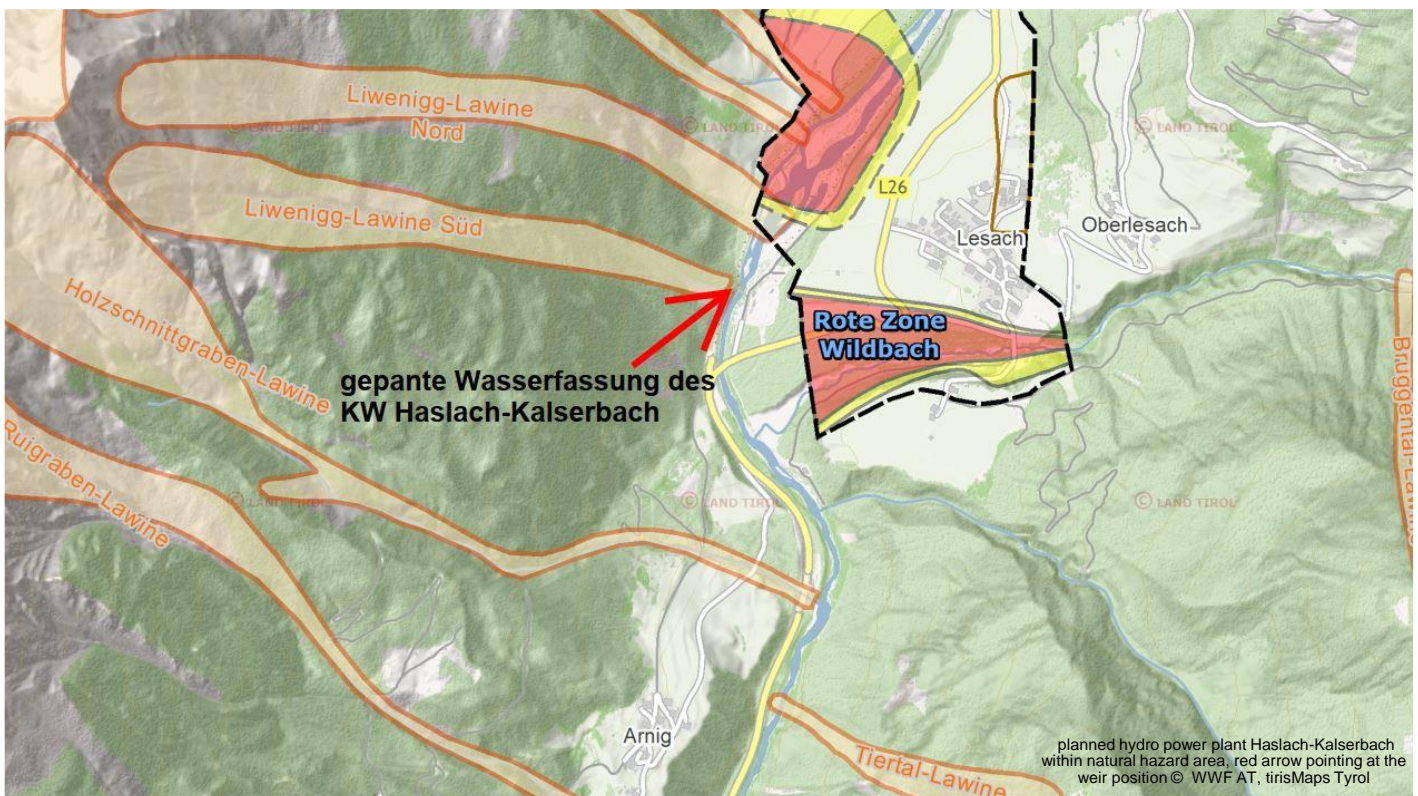 Liwenigg-Lawine
Nord
© LAND TIROL
© LAND TIROL
© LAND TIROL
L26
Liwenigg-Lawine Süd
Lesach
Oberlesach
Holzschnittgraben-Lawine
Rote Zone
Wildbach
gepante Wasserfassung des
KW Haslach-Kalserbach
Bruggental-Lawine
Ruigraben-Lawine
© LAND TIROL
© LAND TIROL
© LAND TIROL
Arnig
Tiertal-Lawine
planned hydro power plant Haslach-Kalserbach
within natural hazard area, red arrow pointing at the
weir position © WWF AT, tirisMaps Tyrol